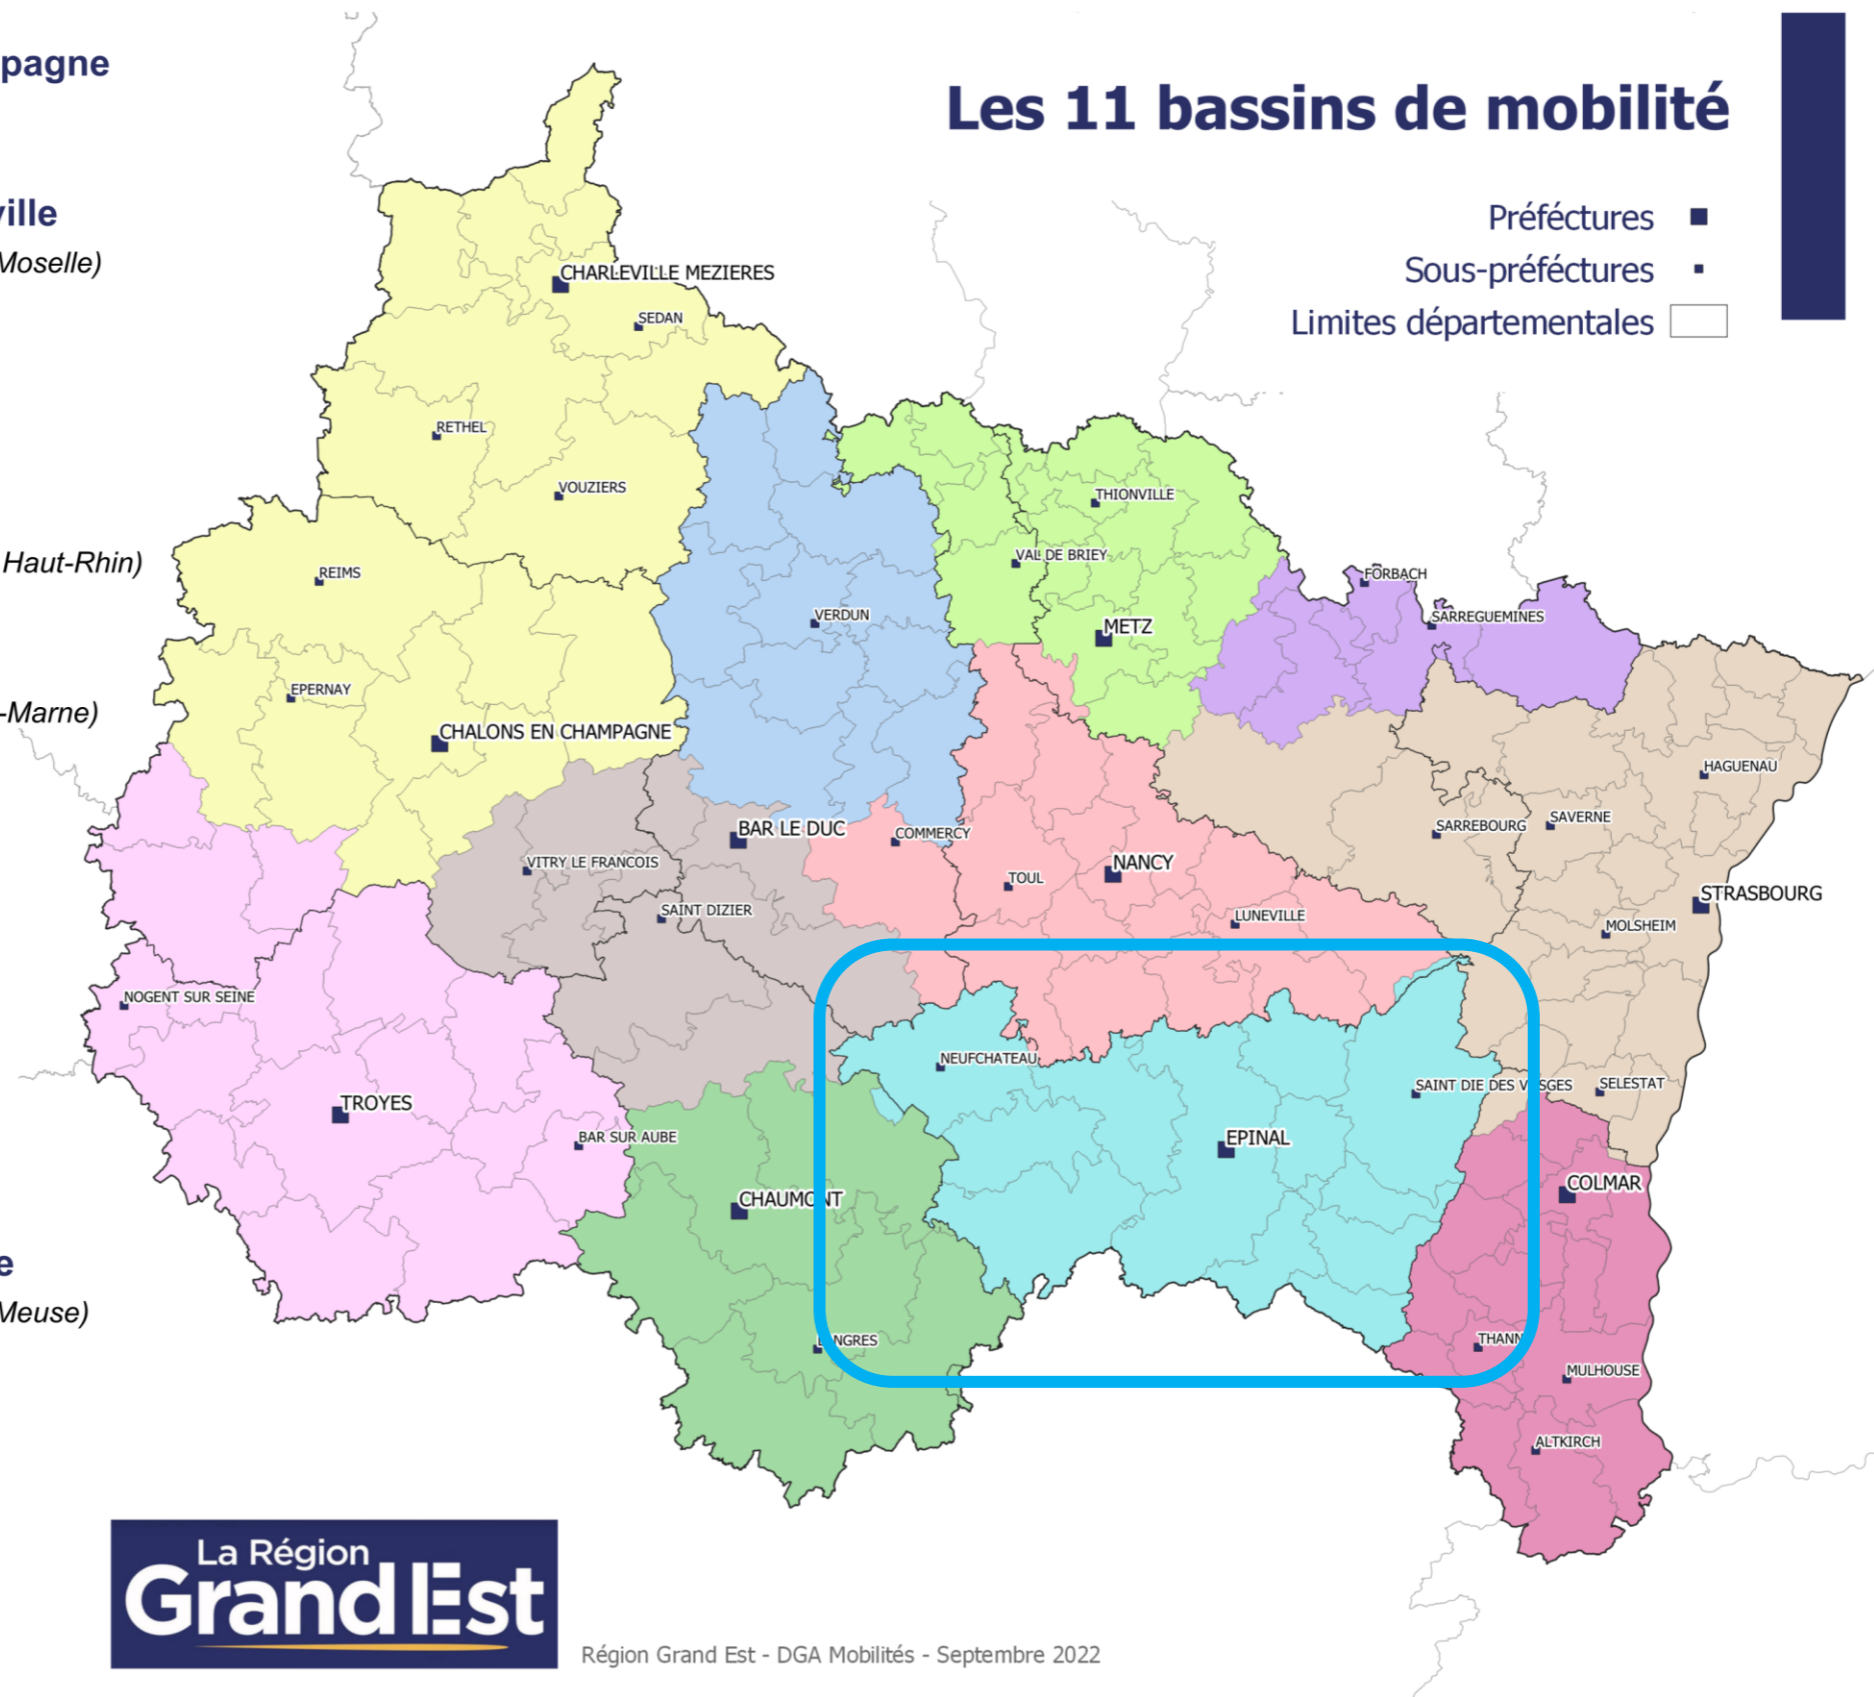 pagne
ville
Moselle)
Haut-Rhin)
-Marne)
e
Meuse)
Les 11 bassins de mobilité
Préféctures
Sous-préféctures
Limites départementales
CHARLEVILLE MEZIERES
SEDAN
RETHEL
VOUZIERS
THIONVILLE
VAL DE BRIEY
FORBACH
REIMS
VERDUN
METZ
SARREGUEMINES
EPERNAY
CHALONS EN CHAMPAGNE
HAGUENAU
BAR LE DUC
COMMERCY
SARREBOURG
SAVERNE
VITRY LE FRANCOIS
NANCY
TOUL
STRASBOURG
SAINT DIZIER
LUNEVILLE
MOLSHEIM
NOGENT SUR SEINE
NEUFCHATEAU
SAINT DIE DES VOSGES
SELESTAT
TROYES
BAR SUR AUBE
EPINAL
CHAUMONT
COLMAR
LANGRES
THANN
MULHOUSE
ALTKIRCH
La Région
Grand Est
Région Grand Est - DGA Mobilités - Septembre 2022